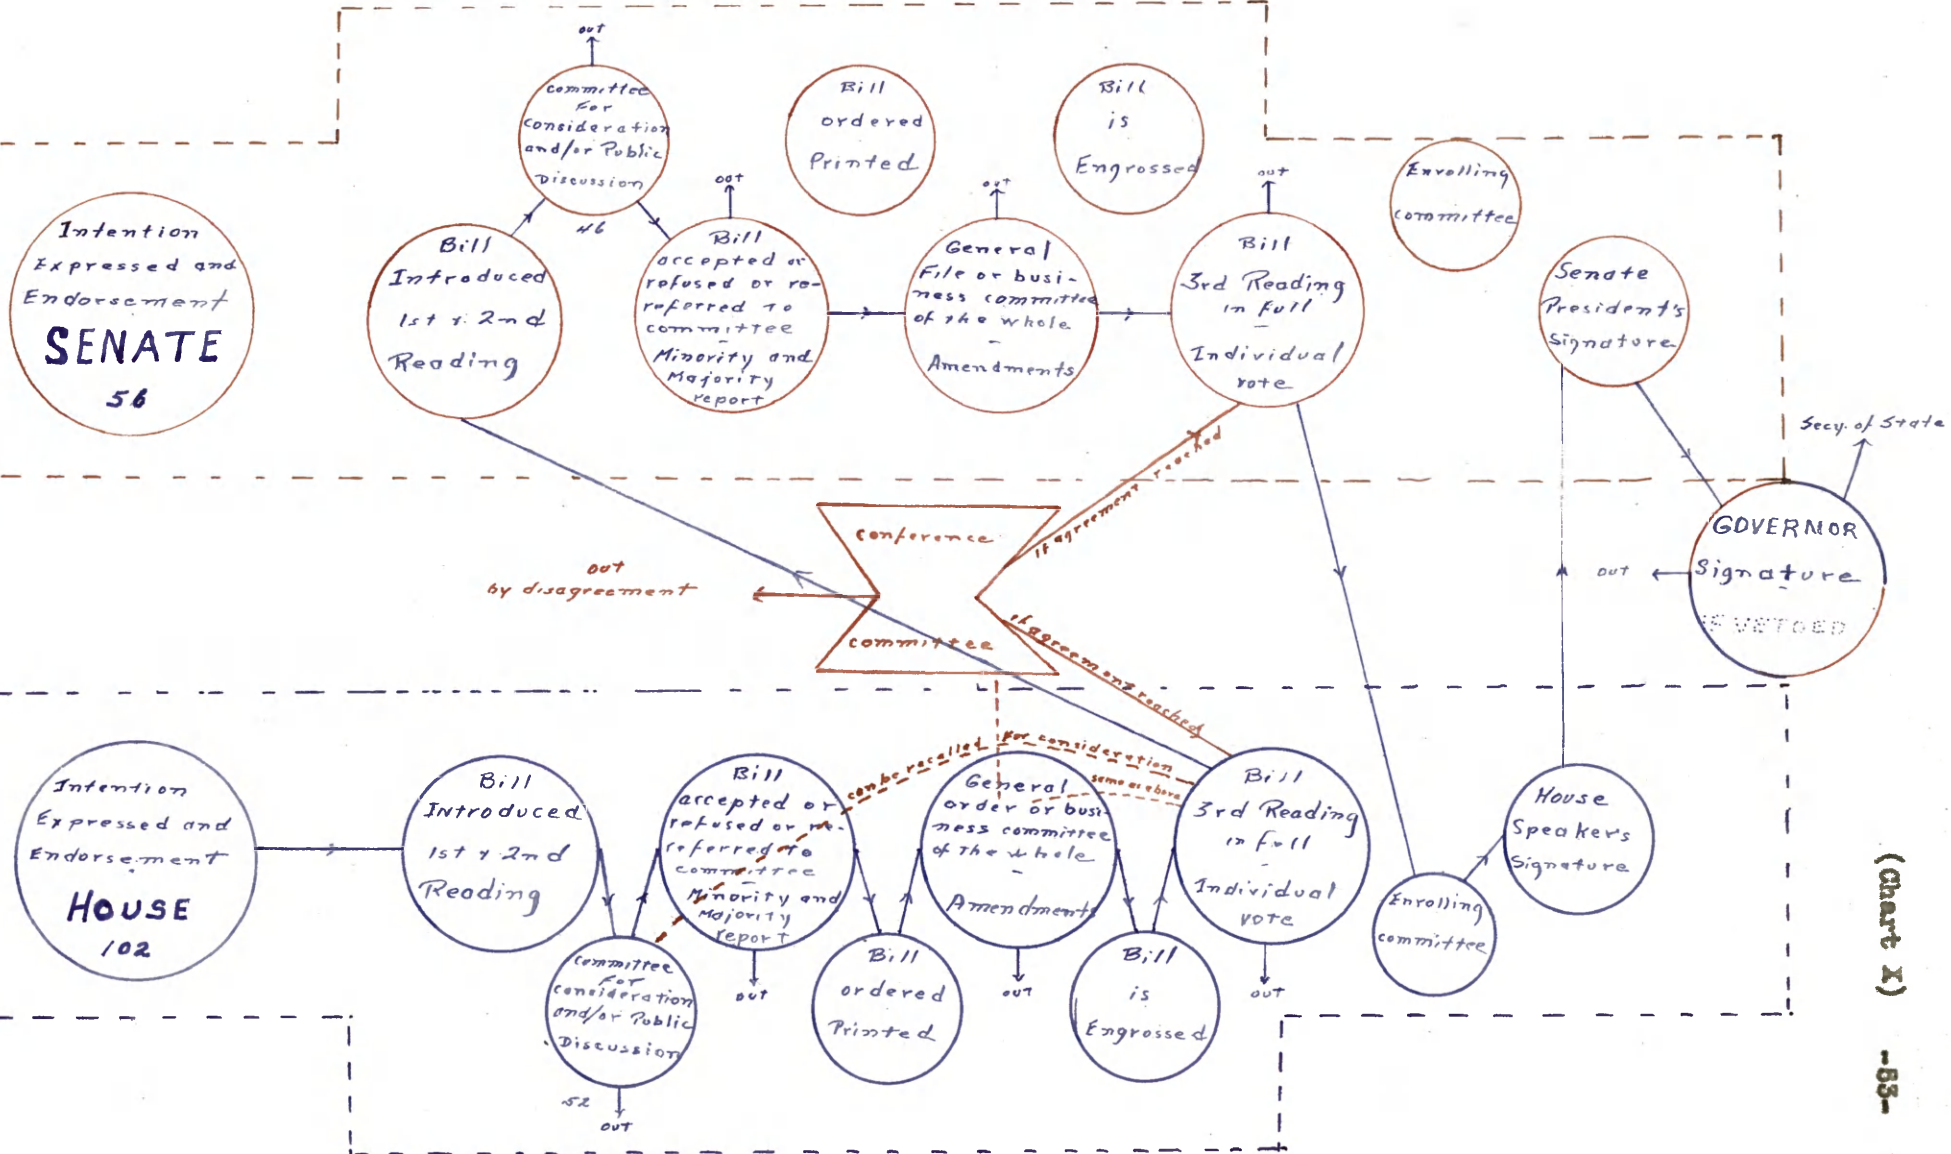 out
committee
For
consideration
and/or Public
Discussion
46
Bill
ordered
Printed
Bill
is
Engrossed
Enrolling
committee
Intention
Expressed and
Endorsement
SENATE
56
Bill
Introduced
1st & 2nd
Reading
out
Bill
accepted or
refused or re-
referred to
committee
-
Minority and
Majority
report
out
General
File or busi-
ness committee
of the whole
-
Amendments
out
Bill
3rd Reading
in full
-
Individual
vote
Senate
President's
Signature
Secy. of State
conference
committee
if agreement reached
out
by disagreement
if agreement reached
GOVERNOR
Signature
-
IF VETOED
out
can be recalled for consideration
same as above
Intention
Expressed and
Endorsement
HOUSE
102
Bill
Introduced
1st & 2nd
Reading
Bill
accepted or
refused or re-
referred to
committee
-
Minority and
Majority
report
out
General
order or busi-
ness committee
of the whole
-
Amendments
out
Bill
3rd Reading
in full
-
Individual
vote
out
House
Speaker's
Signature
Enrolling
committee
committee
For
consideration
and/or Public
Discussion
52
out
Bill
ordered
Printed
Bill
is
Engrossed
(Chart X) -53-